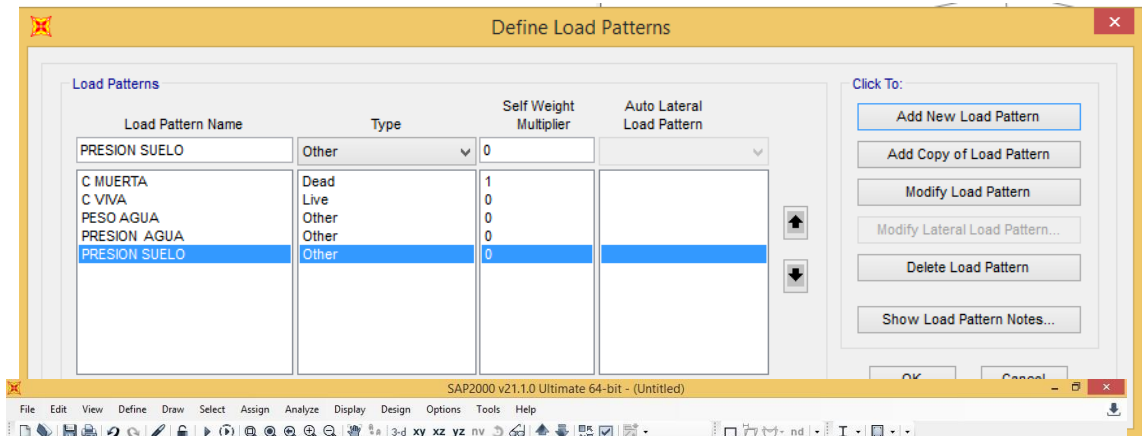 Define Load Patterns
Load Patterns
Click To:
Load Pattern Name Type Self Weight Multiplier Auto Lateral Load Pattern
PRESION SUELO Other 0
C MUERTA Dead 1
C VIVA Live 0
PESO AGUA Other 0
PRESION AGUA Other 0
PRESION SUELO Other 0
Add New Load Pattern
Add Copy of Load Pattern
Modify Load Pattern
Modify Lateral Load Pattern...
Delete Load Pattern
Show Load Pattern Notes...
OK Cancel
SAP2000 v21.1.0 Ultimate 64-bit - (Untitled)
File Edit View Define Draw Select Assign Analyze Display Design Options Tools Help
3-d xy xz yz nv nd